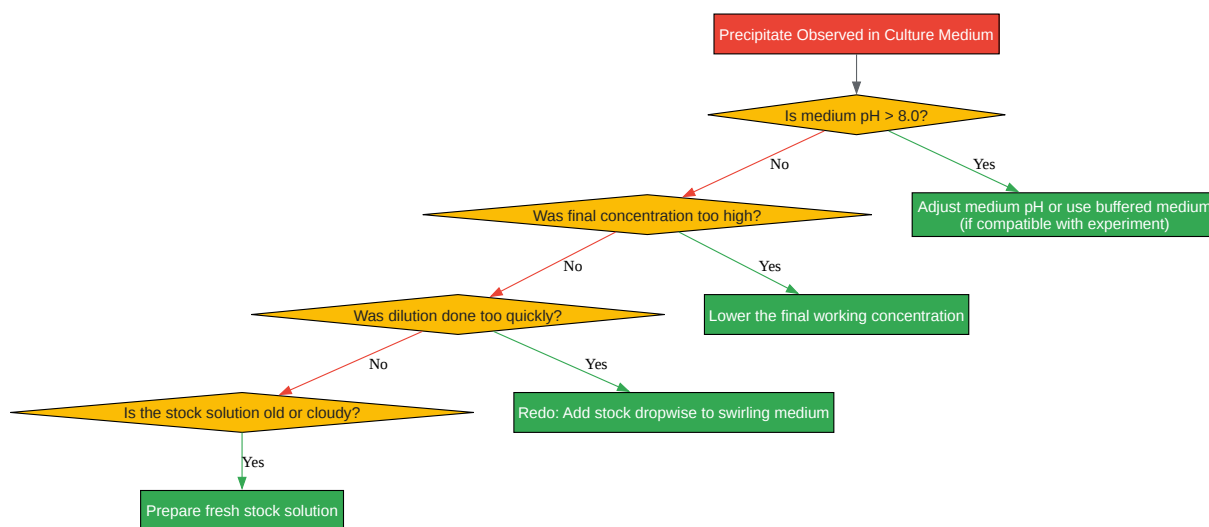 Precipitate Observed in Culture Medium
Is medium pH > 8.0?
No
Yes
Was final concentration too high?
Adjust medium pH or use buffered medium
(if compatible with experiment)
No
Yes
Was dilution done too quickly?
Lower the final working concentration
No
Yes
Is the stock solution old or cloudy?
Redo: Add stock dropwise to swirling medium
Yes
Prepare fresh stock solution